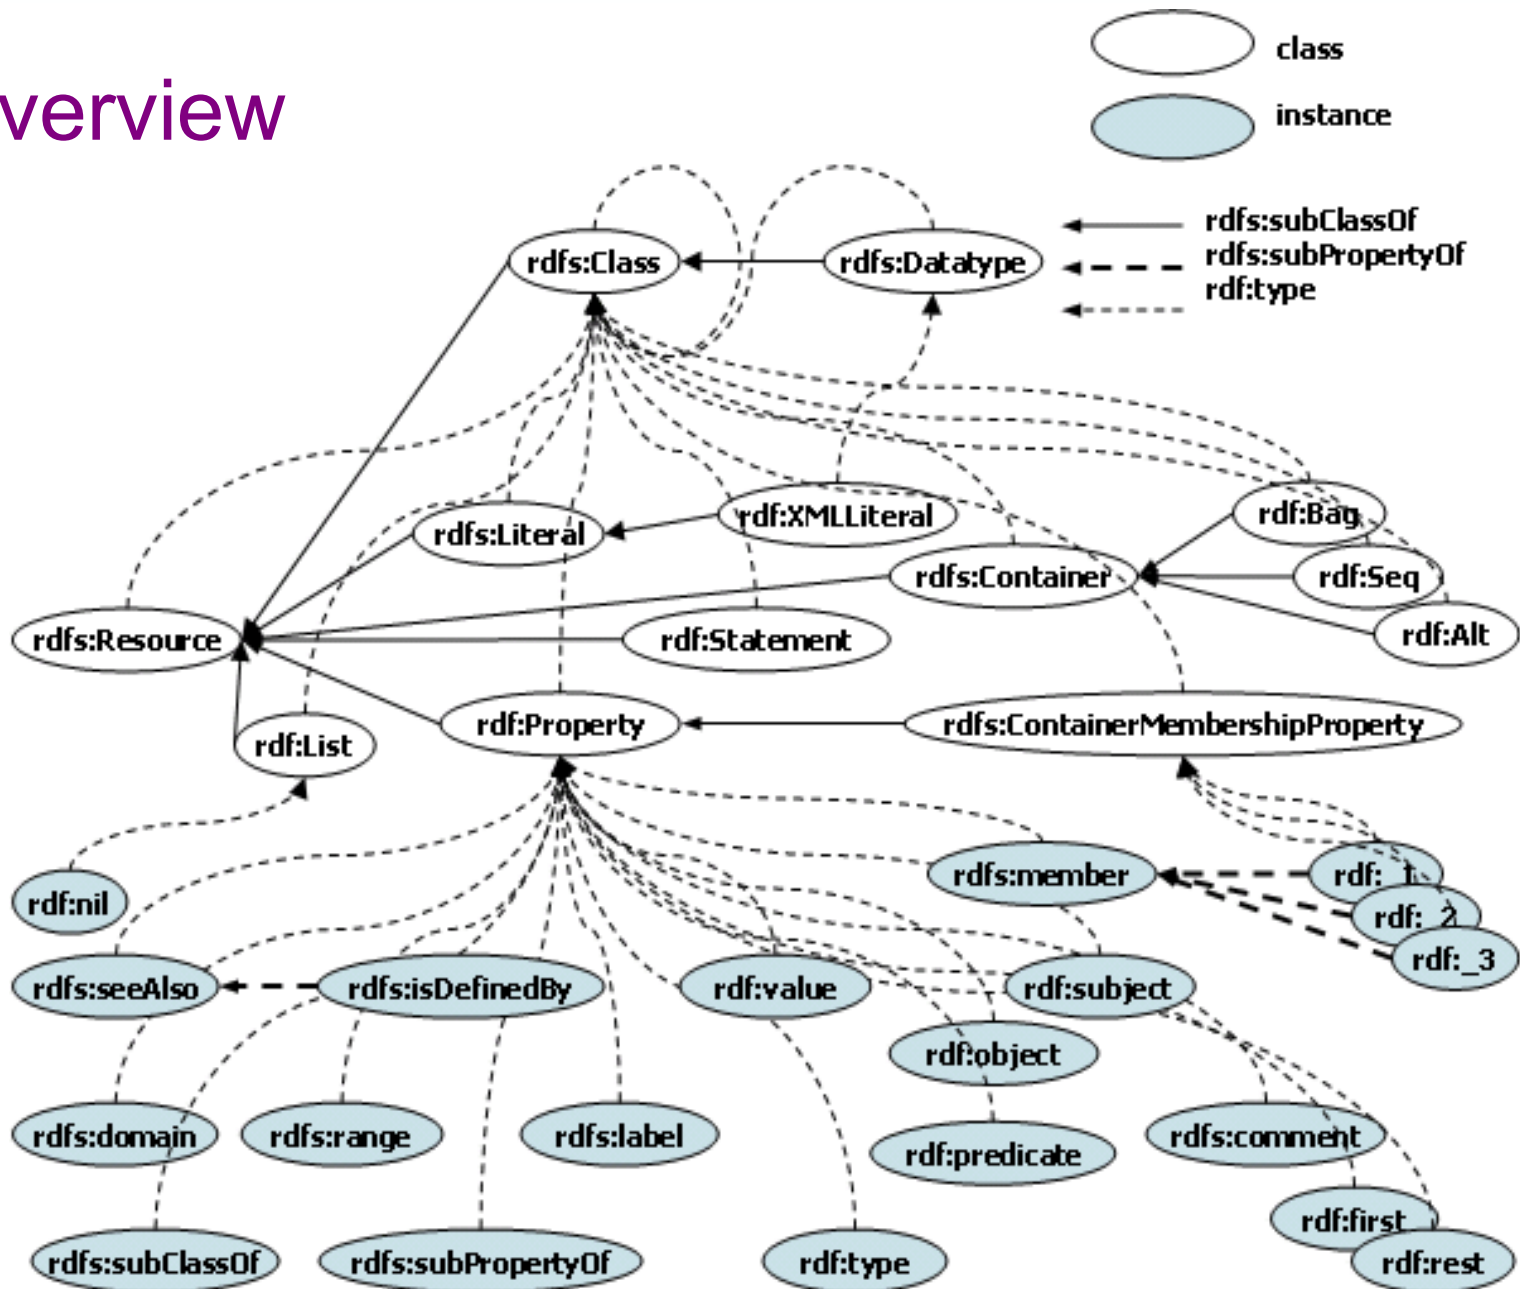 class
verview
instance
rdfs:subClassOf
rdfs:subPropertyOf
rdf:type
rdfs:Class
rdfs:Datatype
rdfs:Literal
rdf:XMLLiteral
rdf:Bag
rdfs:Container
rdf:Seq
rdfs:Resource
rdf:Statement
rdf:Alt
rdf:List
rdf:Property
rdfs:ContainerMembershipProperty
rdf:nil
rdfs:member
rdf:_1
rdf:_2
rdf:_3
rdfs:seeAlso
rdfs:isDefinedBy
rdf:value
rdf:subject
rdf:object
rdfs:domain
rdfs:range
rdfs:label
rdf:predicate
rdfs:comment
rdf:first
rdfs:subClassOf
rdfs:subPropertyOf
rdf:type
rdf:rest